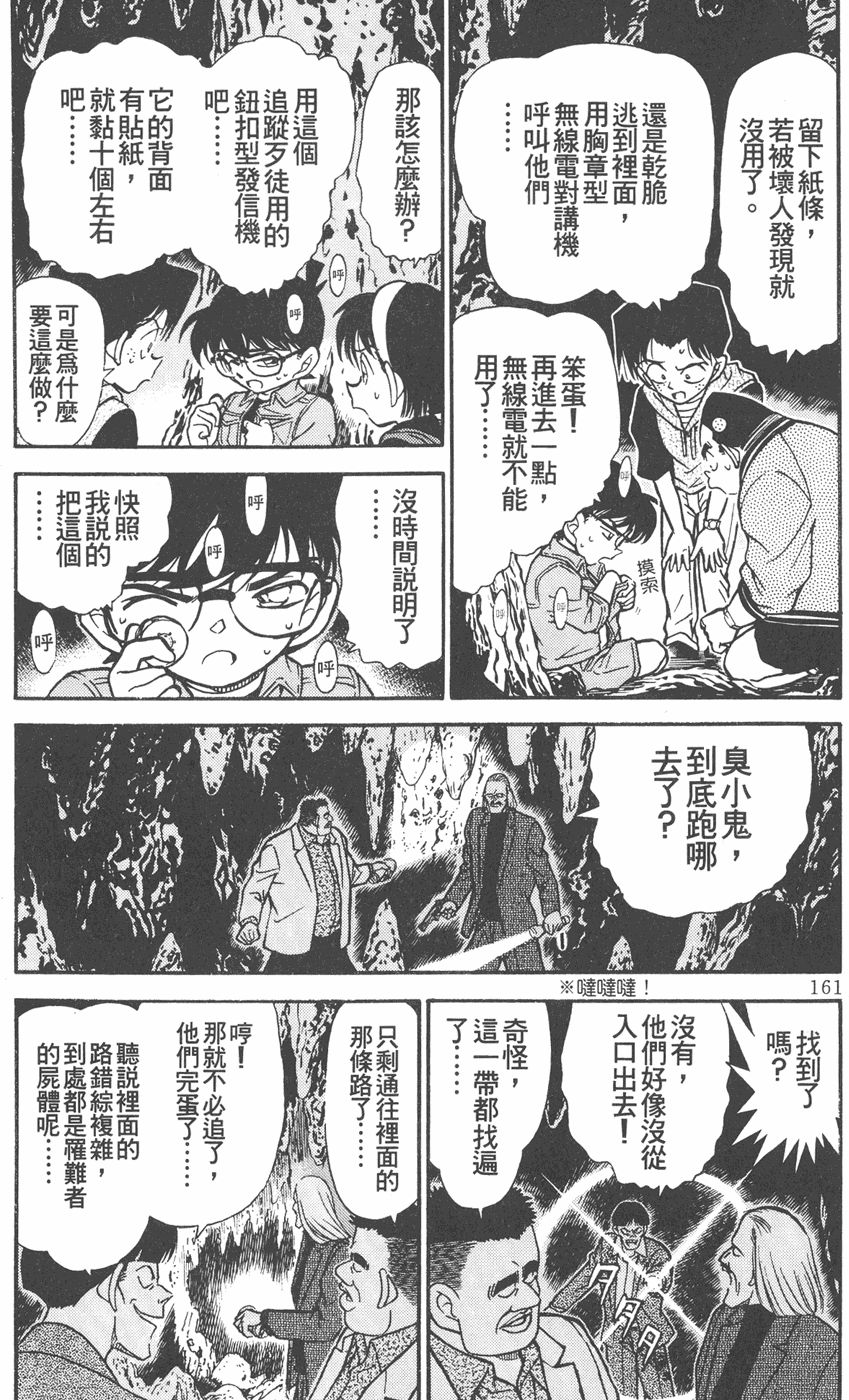 留下紙條，
若被壞人發現就
沒用了。
還是乾脆
逃到裡面，
用胸章型
無線電對講機
呼叫他們
……
笨蛋！
再進去一點，
無線電就不能
用了……
呼
摸索
呼
呼
那該怎麼辦？
用這個
追蹤歹徒用的
鈕扣型發信機
吧……
它的背面
有貼紙，
就黏十個左右
吧……
呼
呼
可是為什麼
要這麼做？
沒時間說明了
……
快照
我說的
把這個
……
呼
呼
呼
呼
臭小鬼，
到底跑哪
去了？
※噠噠噠！
161
找到了
嗎？
沒有，
他們好像沒從
入口出去！
奇怪，
這一帶都找遍
了……
タタタ
只剩通往裡面的
那條路了……
哼！
那就不必追了，
他們完蛋了……
聽說裡面的
路錯綜複雜，
到處都是罹難者
的屍體呢……